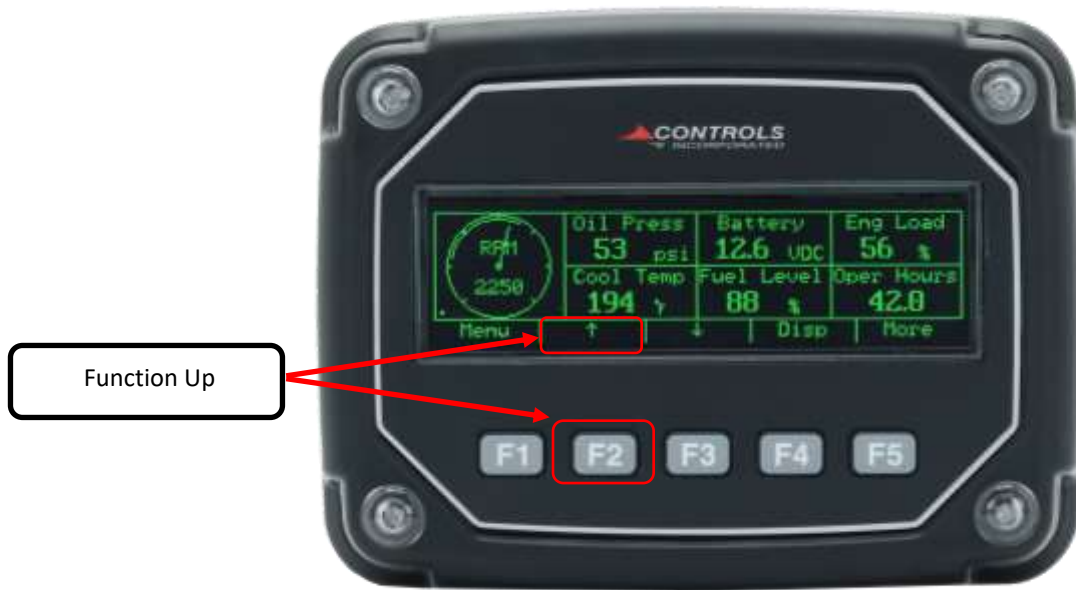 CONTROLS
INCORPORATED
Oil Press Battery Eng Load
RPM 53 psi 12.6 VDC 56 %
Cool Temp Fuel Level Oper Hours
2250 194 88 % 42.0
Menu ↑ ↓ Disp More
Function Up
F1 F2 F3 F4 F5